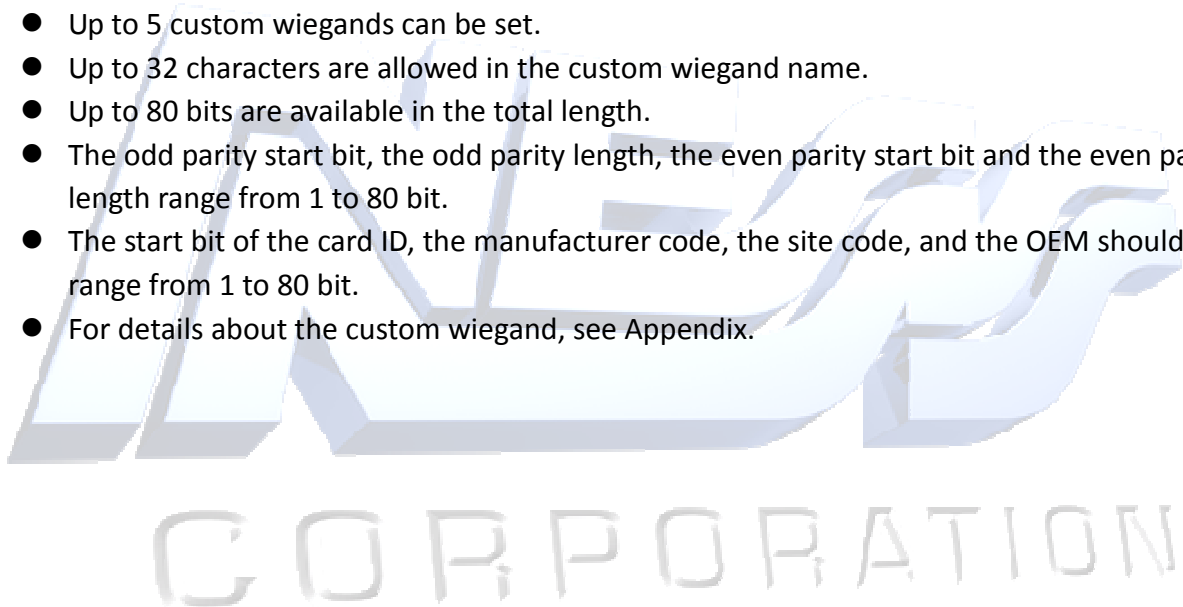 ● Up to 5 custom wiegands can be set.
● Up to 32 characters are allowed in the custom wiegand name.
● Up to 80 bits are available in the total length.
● The odd parity start bit, the odd parity length, the even parity start bit and the even pa
length range from 1 to 80 bit.
● The start bit of the card ID, the manufacturer code, the site code, and the OEM should
range from 1 to 80 bit.
● For details about the custom wiegand, see Appendix.
INESS
CORPORATION